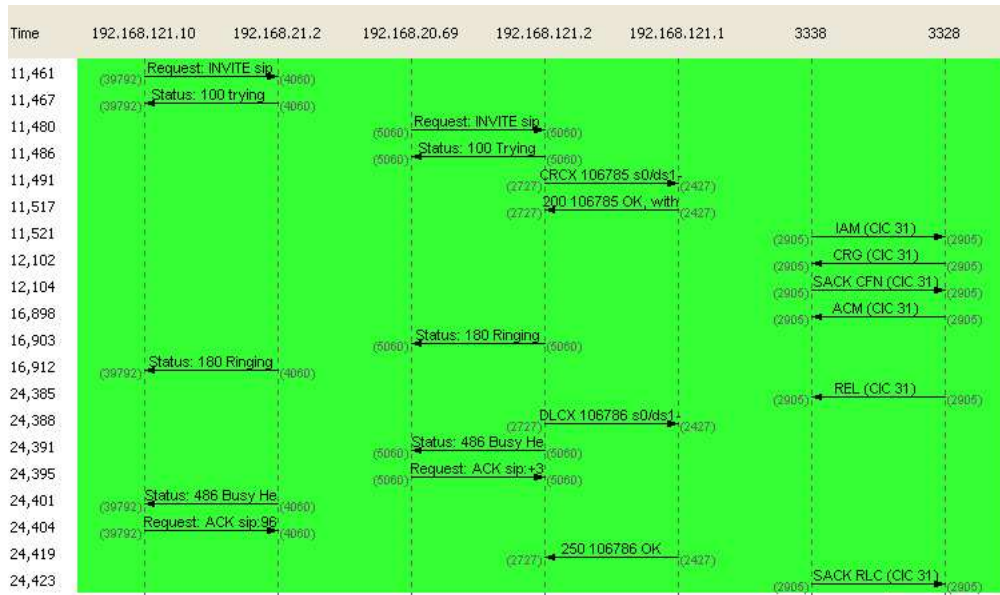 Time 192.168.121.10 192.168.21.2 192.168.20.69 192.168.121.2 192.168.121.1 3338 3328
11,461 (39792) Request: INVITE sip (4060)
11,467 (39792) Status: 100 trying (4060)
11,480 (5060) Request: INVITE sip (5060)
11,486 (5060) Status: 100 Trying (5060)
11,491 (2727) CRCX 106785 s0/ds1- (2427)
11,517 (2727) 200 106785 OK, with (2427)
11,521 (2905) IAM (CIC 31) (2905)
12,102 (2905) CRG (CIC 31) (2905)
12,104 (2905) SACK CFN (CIC 31) (2905)
16,898 (2905) ACM (CIC 31) (2905)
16,903 (5060) Status: 180 Ringing (5060)
16,912 (39792) Status: 180 Ringing (4060)
24,385 (2905) REL (CIC 31) (2905)
24,388 (2727) DLCX 106786 s0/ds1- (2427)
24,391 (5060) Status: 486 Busy He (5060)
24,395 (5060) Request: ACK sip:+3 (5060)
24,401 (39792) Status: 486 Busy He (4060)
24,404 (39792) Request: ACK sip:96 (4060)
24,419 (2727) 250 106786 OK (2427)
24,423 (2905) SACK RLC (CIC 31) (2905)